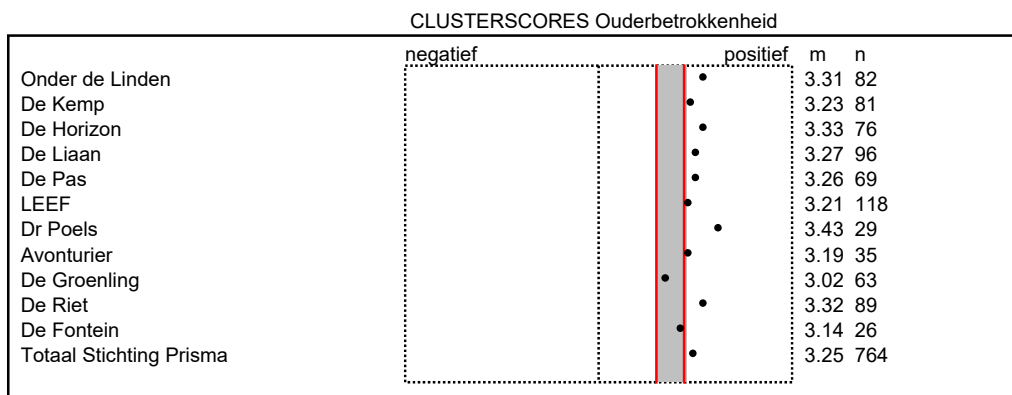 CLUSTERSCORES Ouderbetrokkenheid
negatief positief m n
Onder de Linden 3.31 82
De Kemp 3.23 81
De Horizon 3.33 76
De Liaan 3.27 96
De Pas 3.26 69
LEEF 3.21 118
Dr Poels 3.43 29
Avonturier 3.19 35
De Groenling 3.02 63
De Riet 3.32 89
De Fontein 3.14 26
Totaal Stichting Prisma 3.25 764